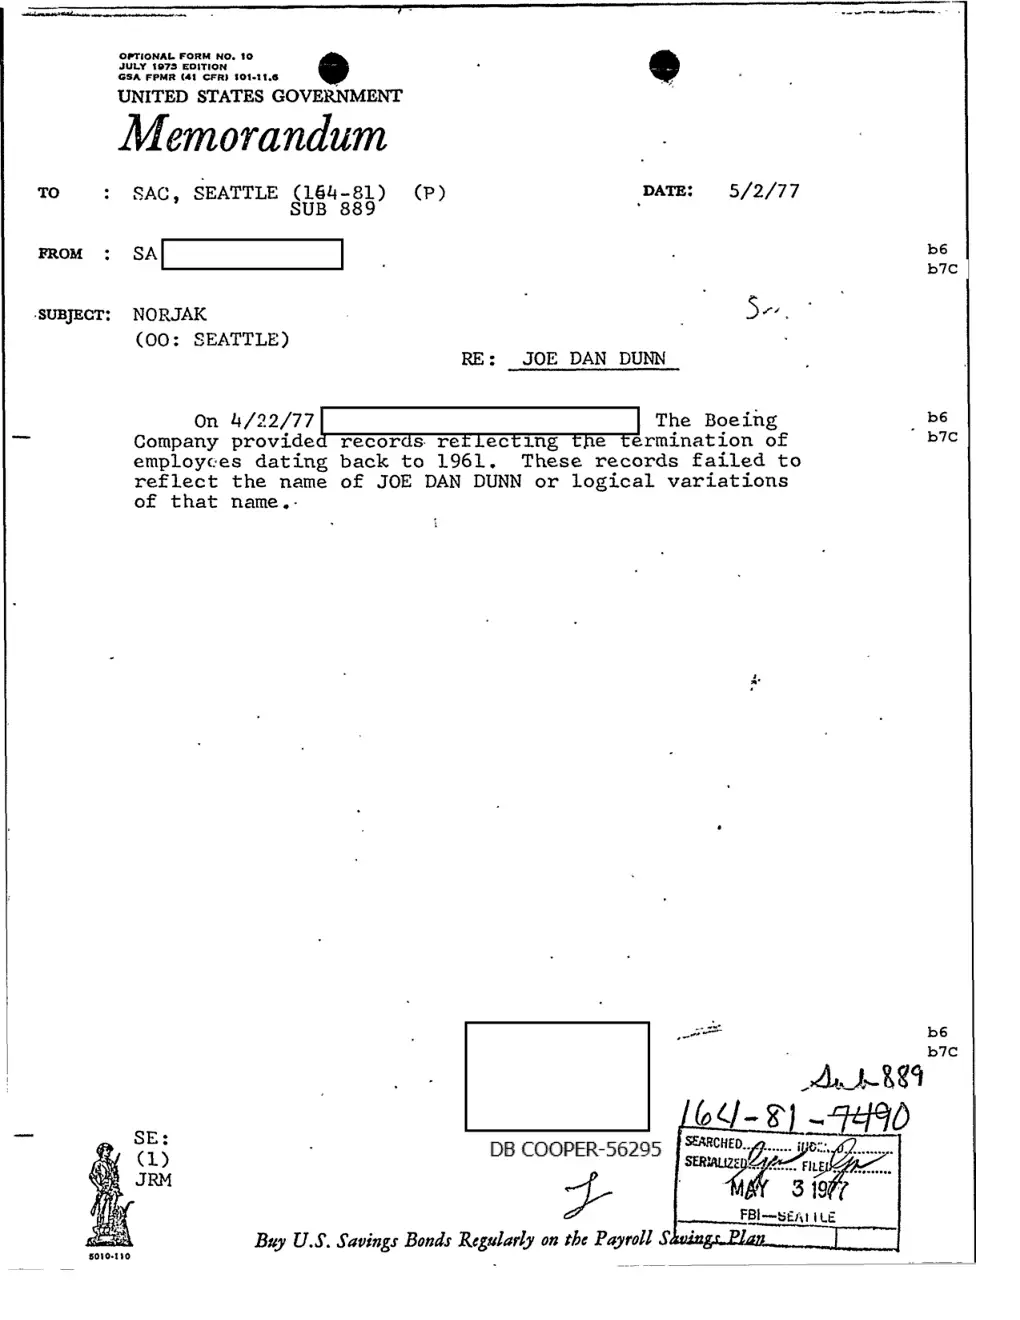 OPTIONAL FORM NO. 10
JULY 1973 EDITION
GSA FPMR (41 CFR) 101-11.6
UNITED STATES GOVERNMENT
Memorandum
TO : SAC, SEATTLE (164-81) (P) DATE: 5/2/77
SUB 889
FROM : SA b6
b7C
SUBJECT: NORJAK
(OO: SEATTLE)
RE: JOE DAN DUNN
On 4/22/77 The Boeing b6
Company provided records reflecting the termination of b7C
employees dating back to 1961. These records failed to
reflect the name of JOE DAN DUNN or logical variations
of that name.
b6
b7C
Sub 889
164-81-7490
SE: DB COOPER-56295 SEARCHED
(1) SERIALIZED FILED
JRM MAY 3 1977
FBI—SEATTLE
5010-110 Buy U.S. Savings Bonds Regularly on the Payroll Savings Plan